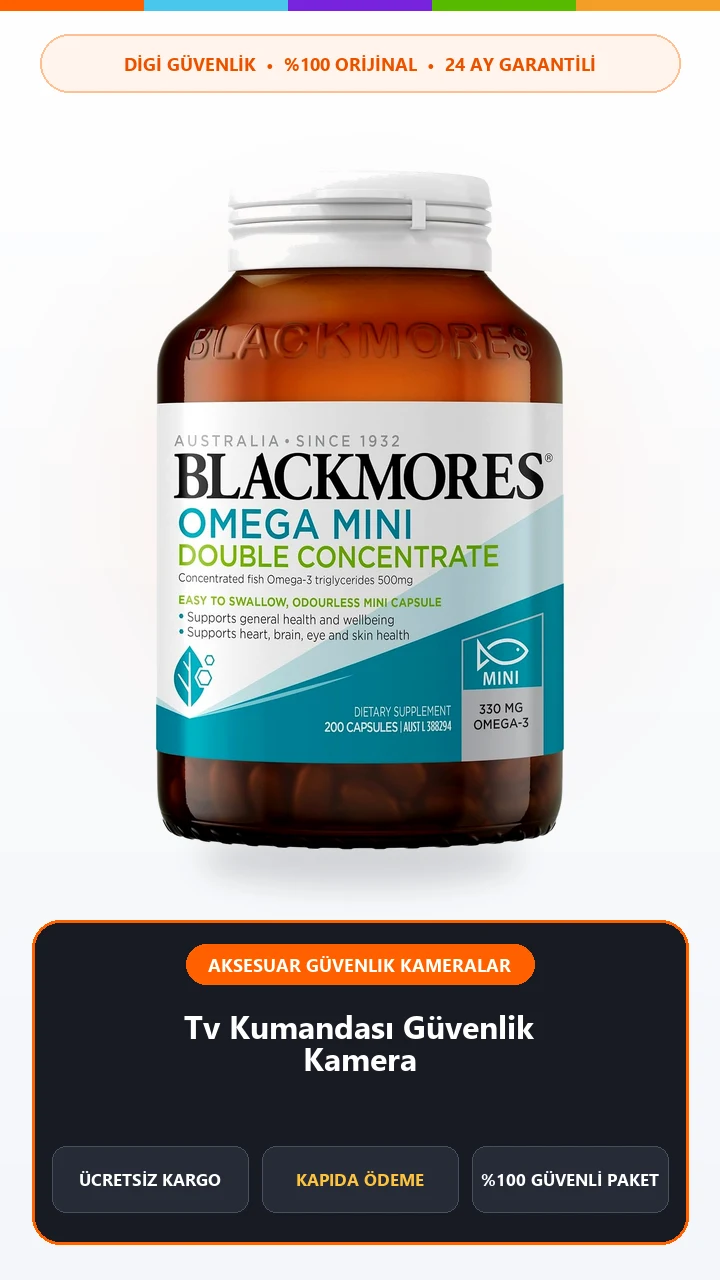 DİGİ GÜVENLİK • %100 ORİJİNAL • 24 AY GARANTİLİ
BLACKMORES
AUSTRALIA • SINCE 1932
BLACKMORES®
OMEGA MINI
DOUBLE CONCENTRATE
Concentrated fish Omega-3 triglycerides 500mg
EASY TO SWALLOW, ODOURLESS MINI CAPSULE
• Supports general health and wellbeing
• Supports heart, brain, eye and skin health
MINI
330 MG
OMEGA-3
DIETARY SUPPLEMENT
200 CAPSULES | AUST L 388294
AKSESUAR GÜVENLIK KAMERALAR
Tv Kumandası Güvenlik
Kamera
ÜCRETSİZ KARGO
KAPIDA ÖDEME
%100 GÜVENLİ PAKET